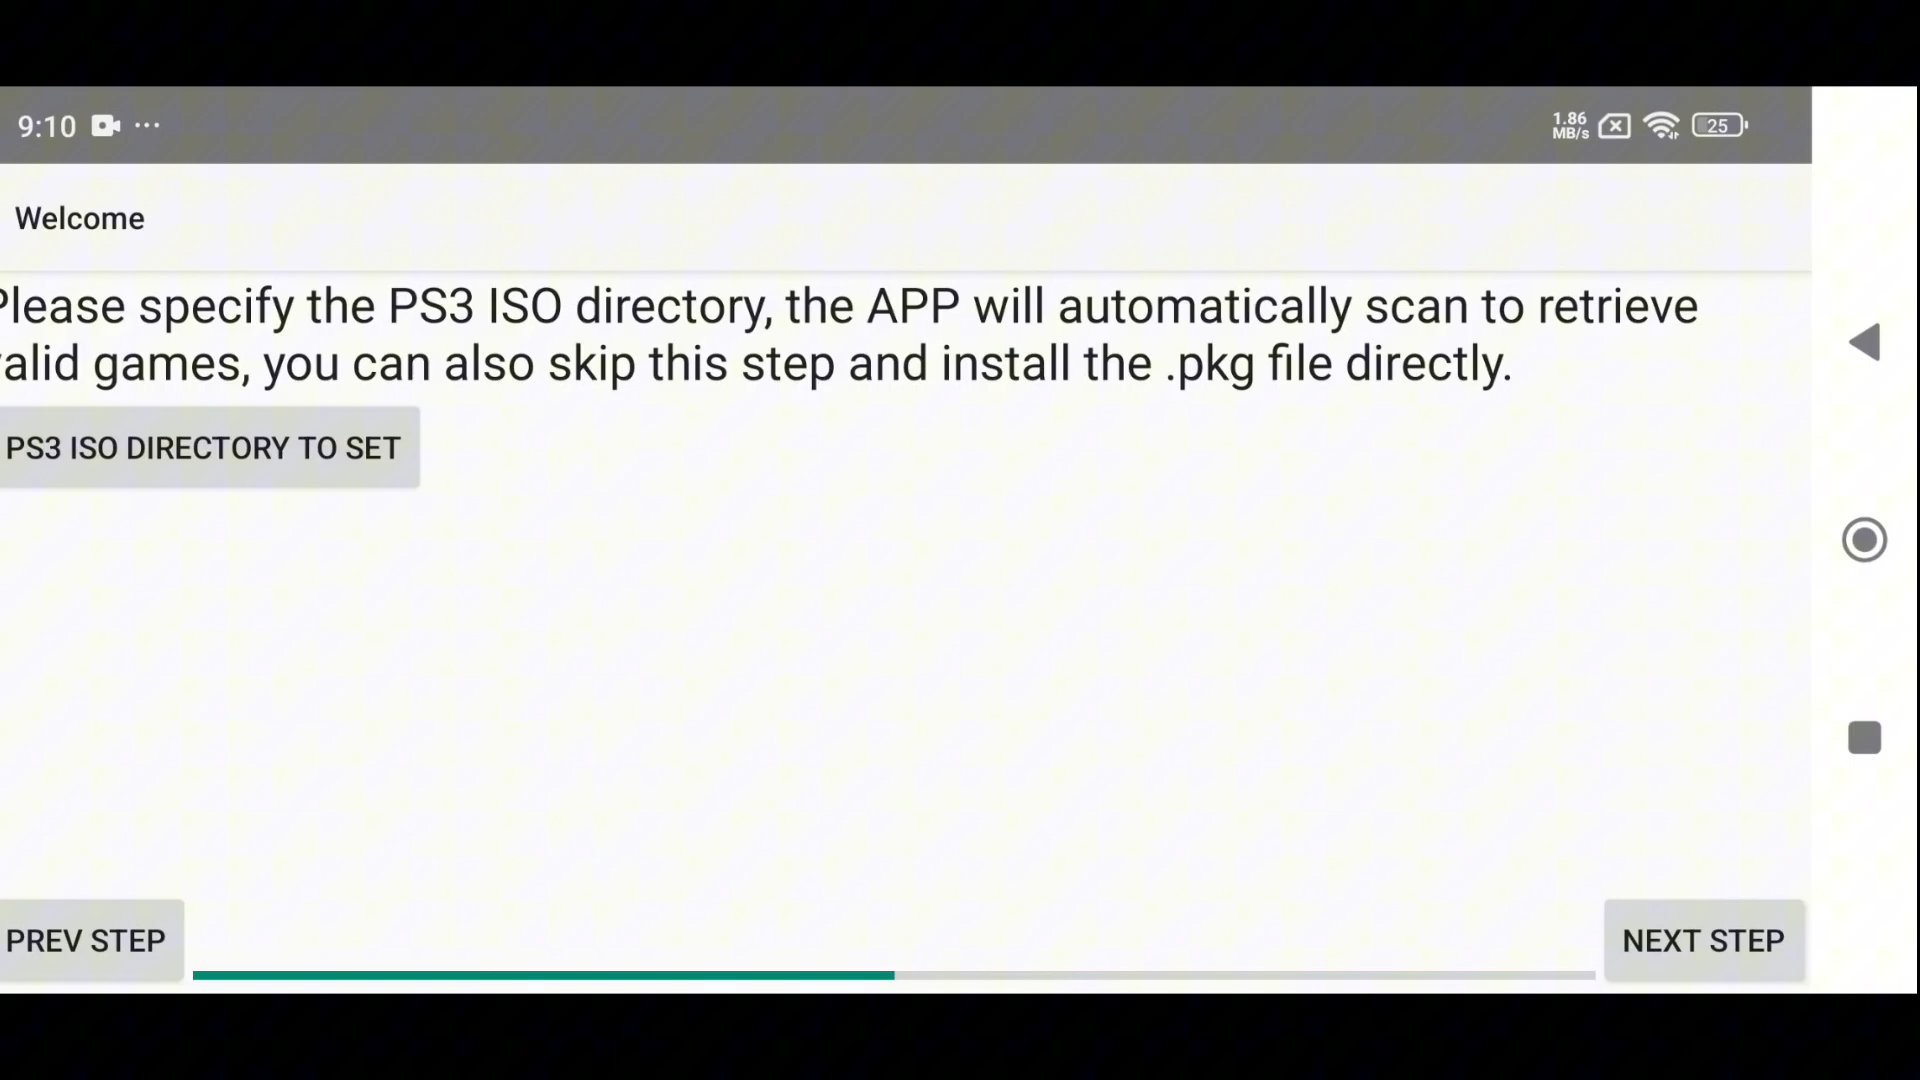 9:10 ...
1.86
MB/s
25
Welcome
Please specify the PS3 ISO directory, the APP will automatically scan to retrieve
alid games, you can also skip this step and install the .pkg file directly.
PS3 ISO DIRECTORY TO SET
PREV STEP
NEXT STEP